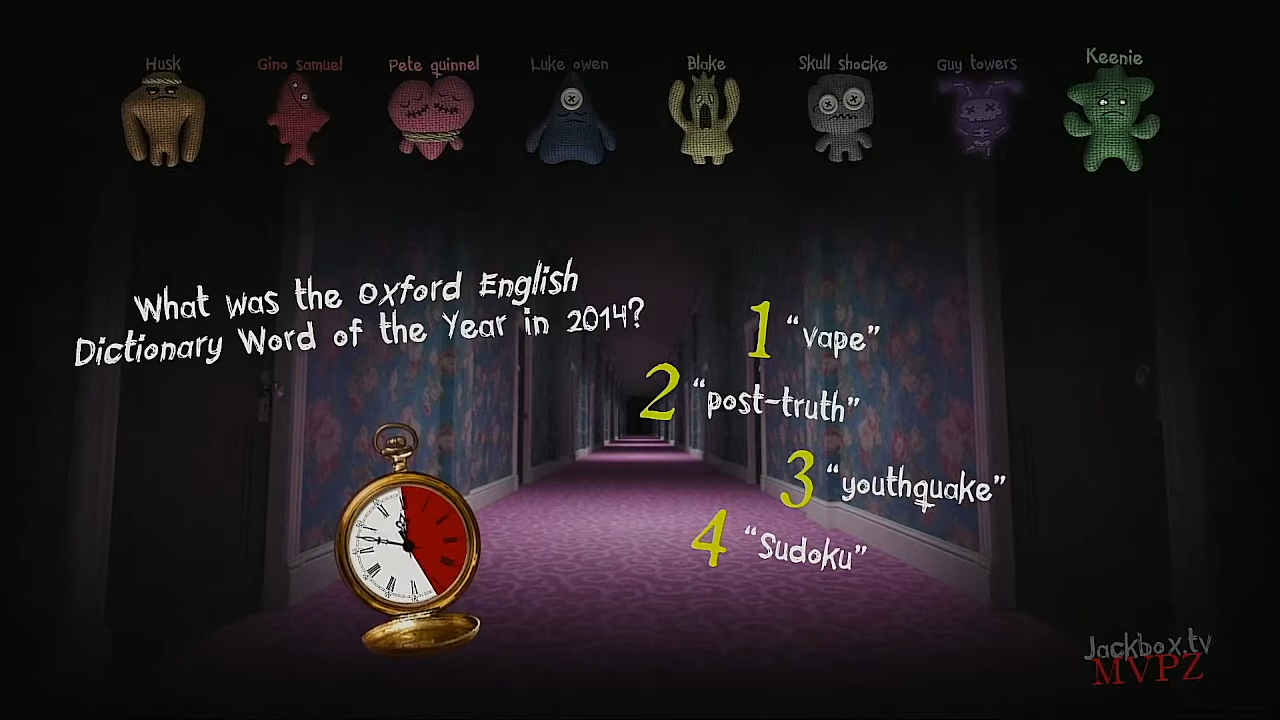 Husk
Gino samuel
Pete quinnel
Luke owen
Blake
Skull shocke
Guy towers
Keenie
What was the Oxford English
Dictionary Word of the Year in 2014?
1 “vape”
2 “post-truth”
3 “youthquake”
4 “Sudoku”
Jackbox.tv
MVPZ